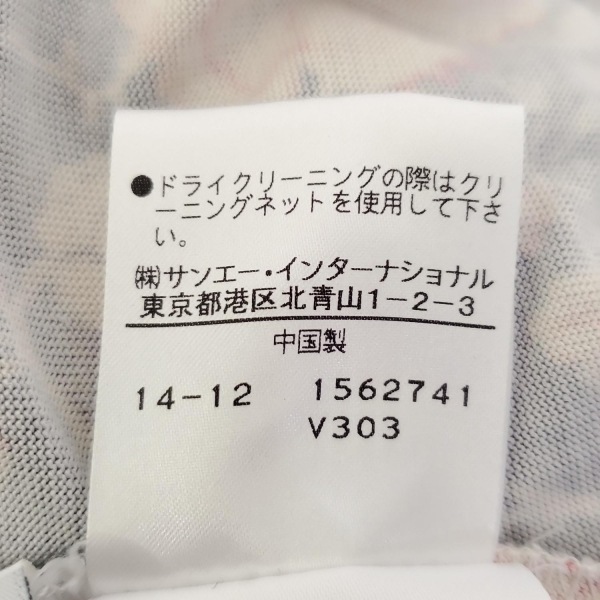 ●ドライクリーニングの際はクリ
ーニングネットを使用して下さ
い。
㈱サンエー・インターナショナル
東京都港区北青山1-2-3
中国製
14-12 1562741
V303